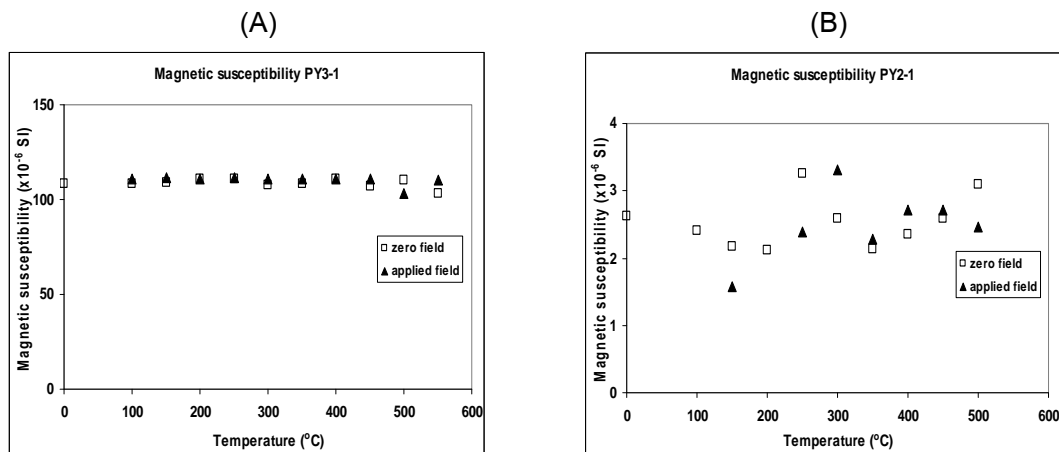 (A)
(B)
Magnetic susceptibility PY3-1
150
100
50
0
Magnetic susceptibility (x10⁻⁶ SI)
zero field
applied field
0 100 200 300 400 500 600
Temperature (°C)
Magnetic susceptibility PY2-1
4
3
2
1
0
Magnetic susceptibility (x10⁻⁶ SI)
zero field
applied field
0 100 200 300 400 500 600
Temperature (°C)